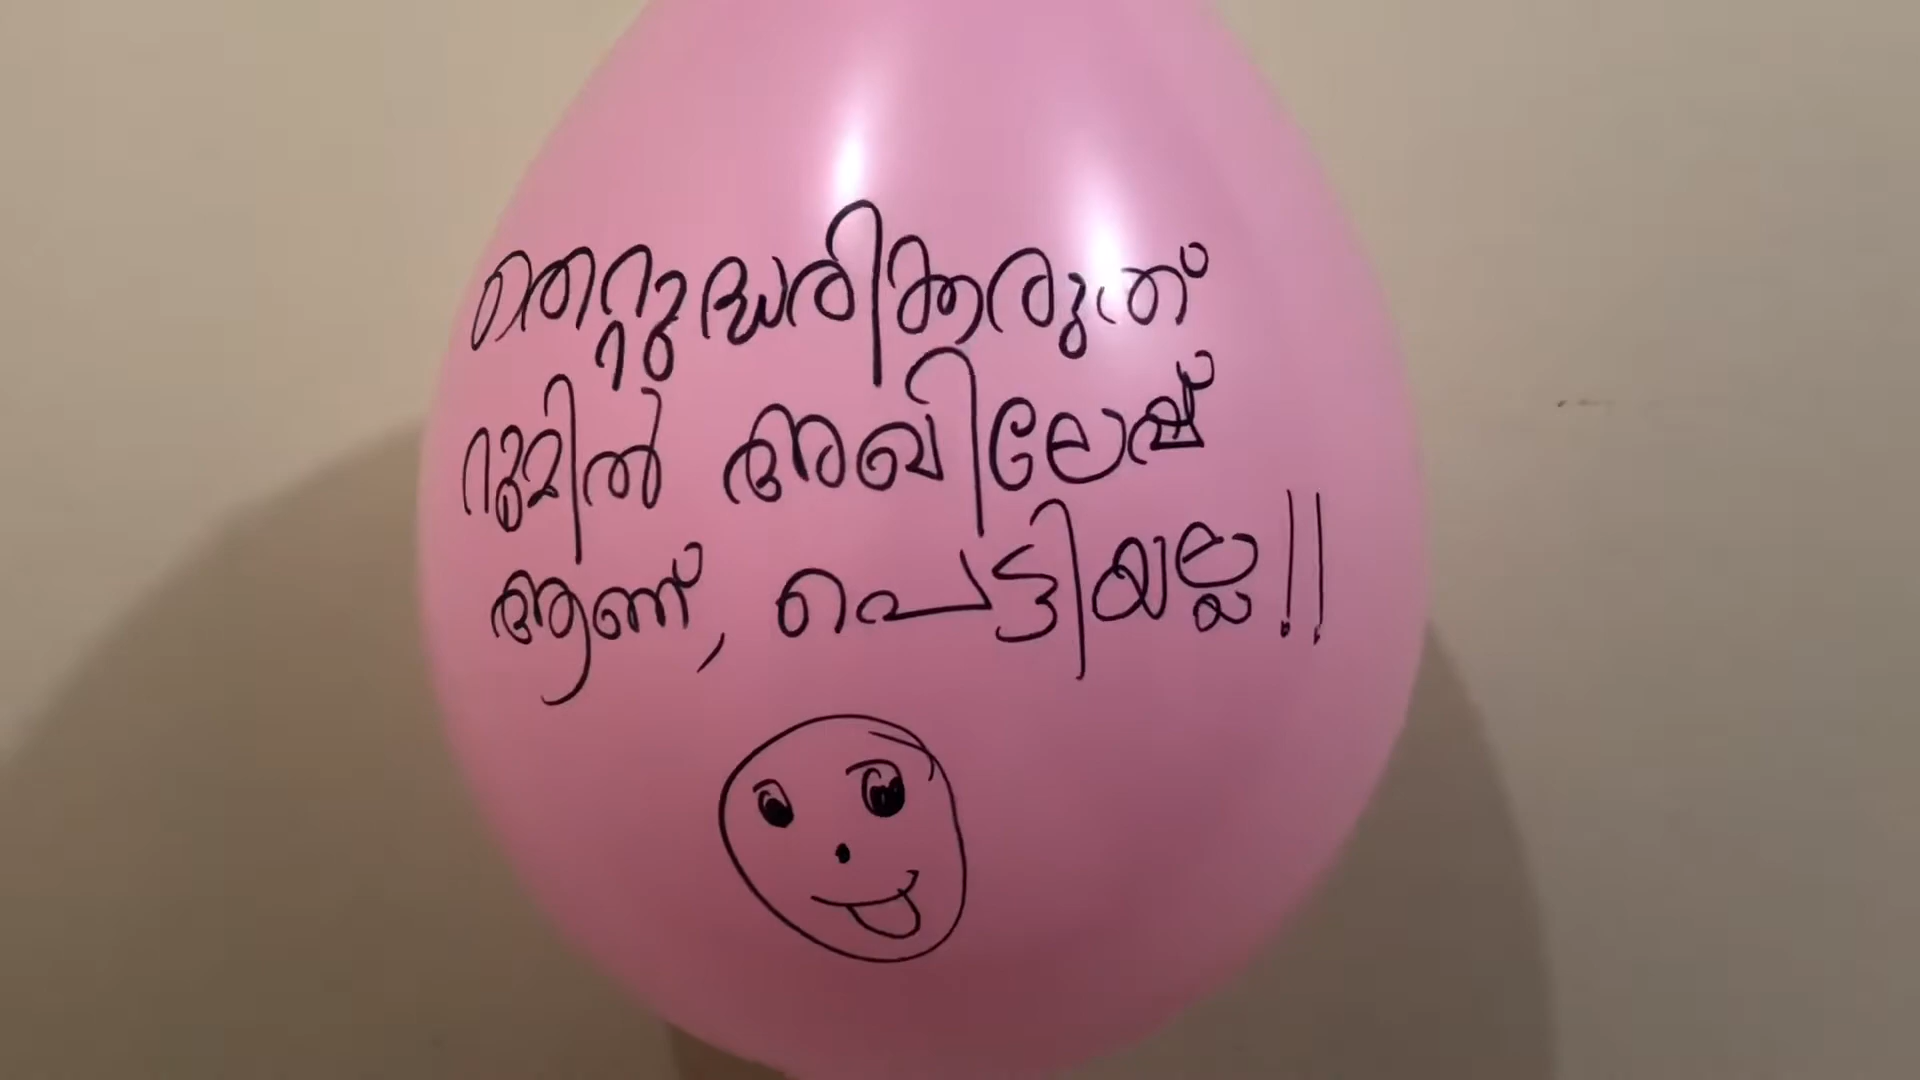 തെറ്റുദ്ധരിക്കരുത്
റൂമിൽ അഖിലേഷ്
ആണ്, പെട്ടിയല്ല!!